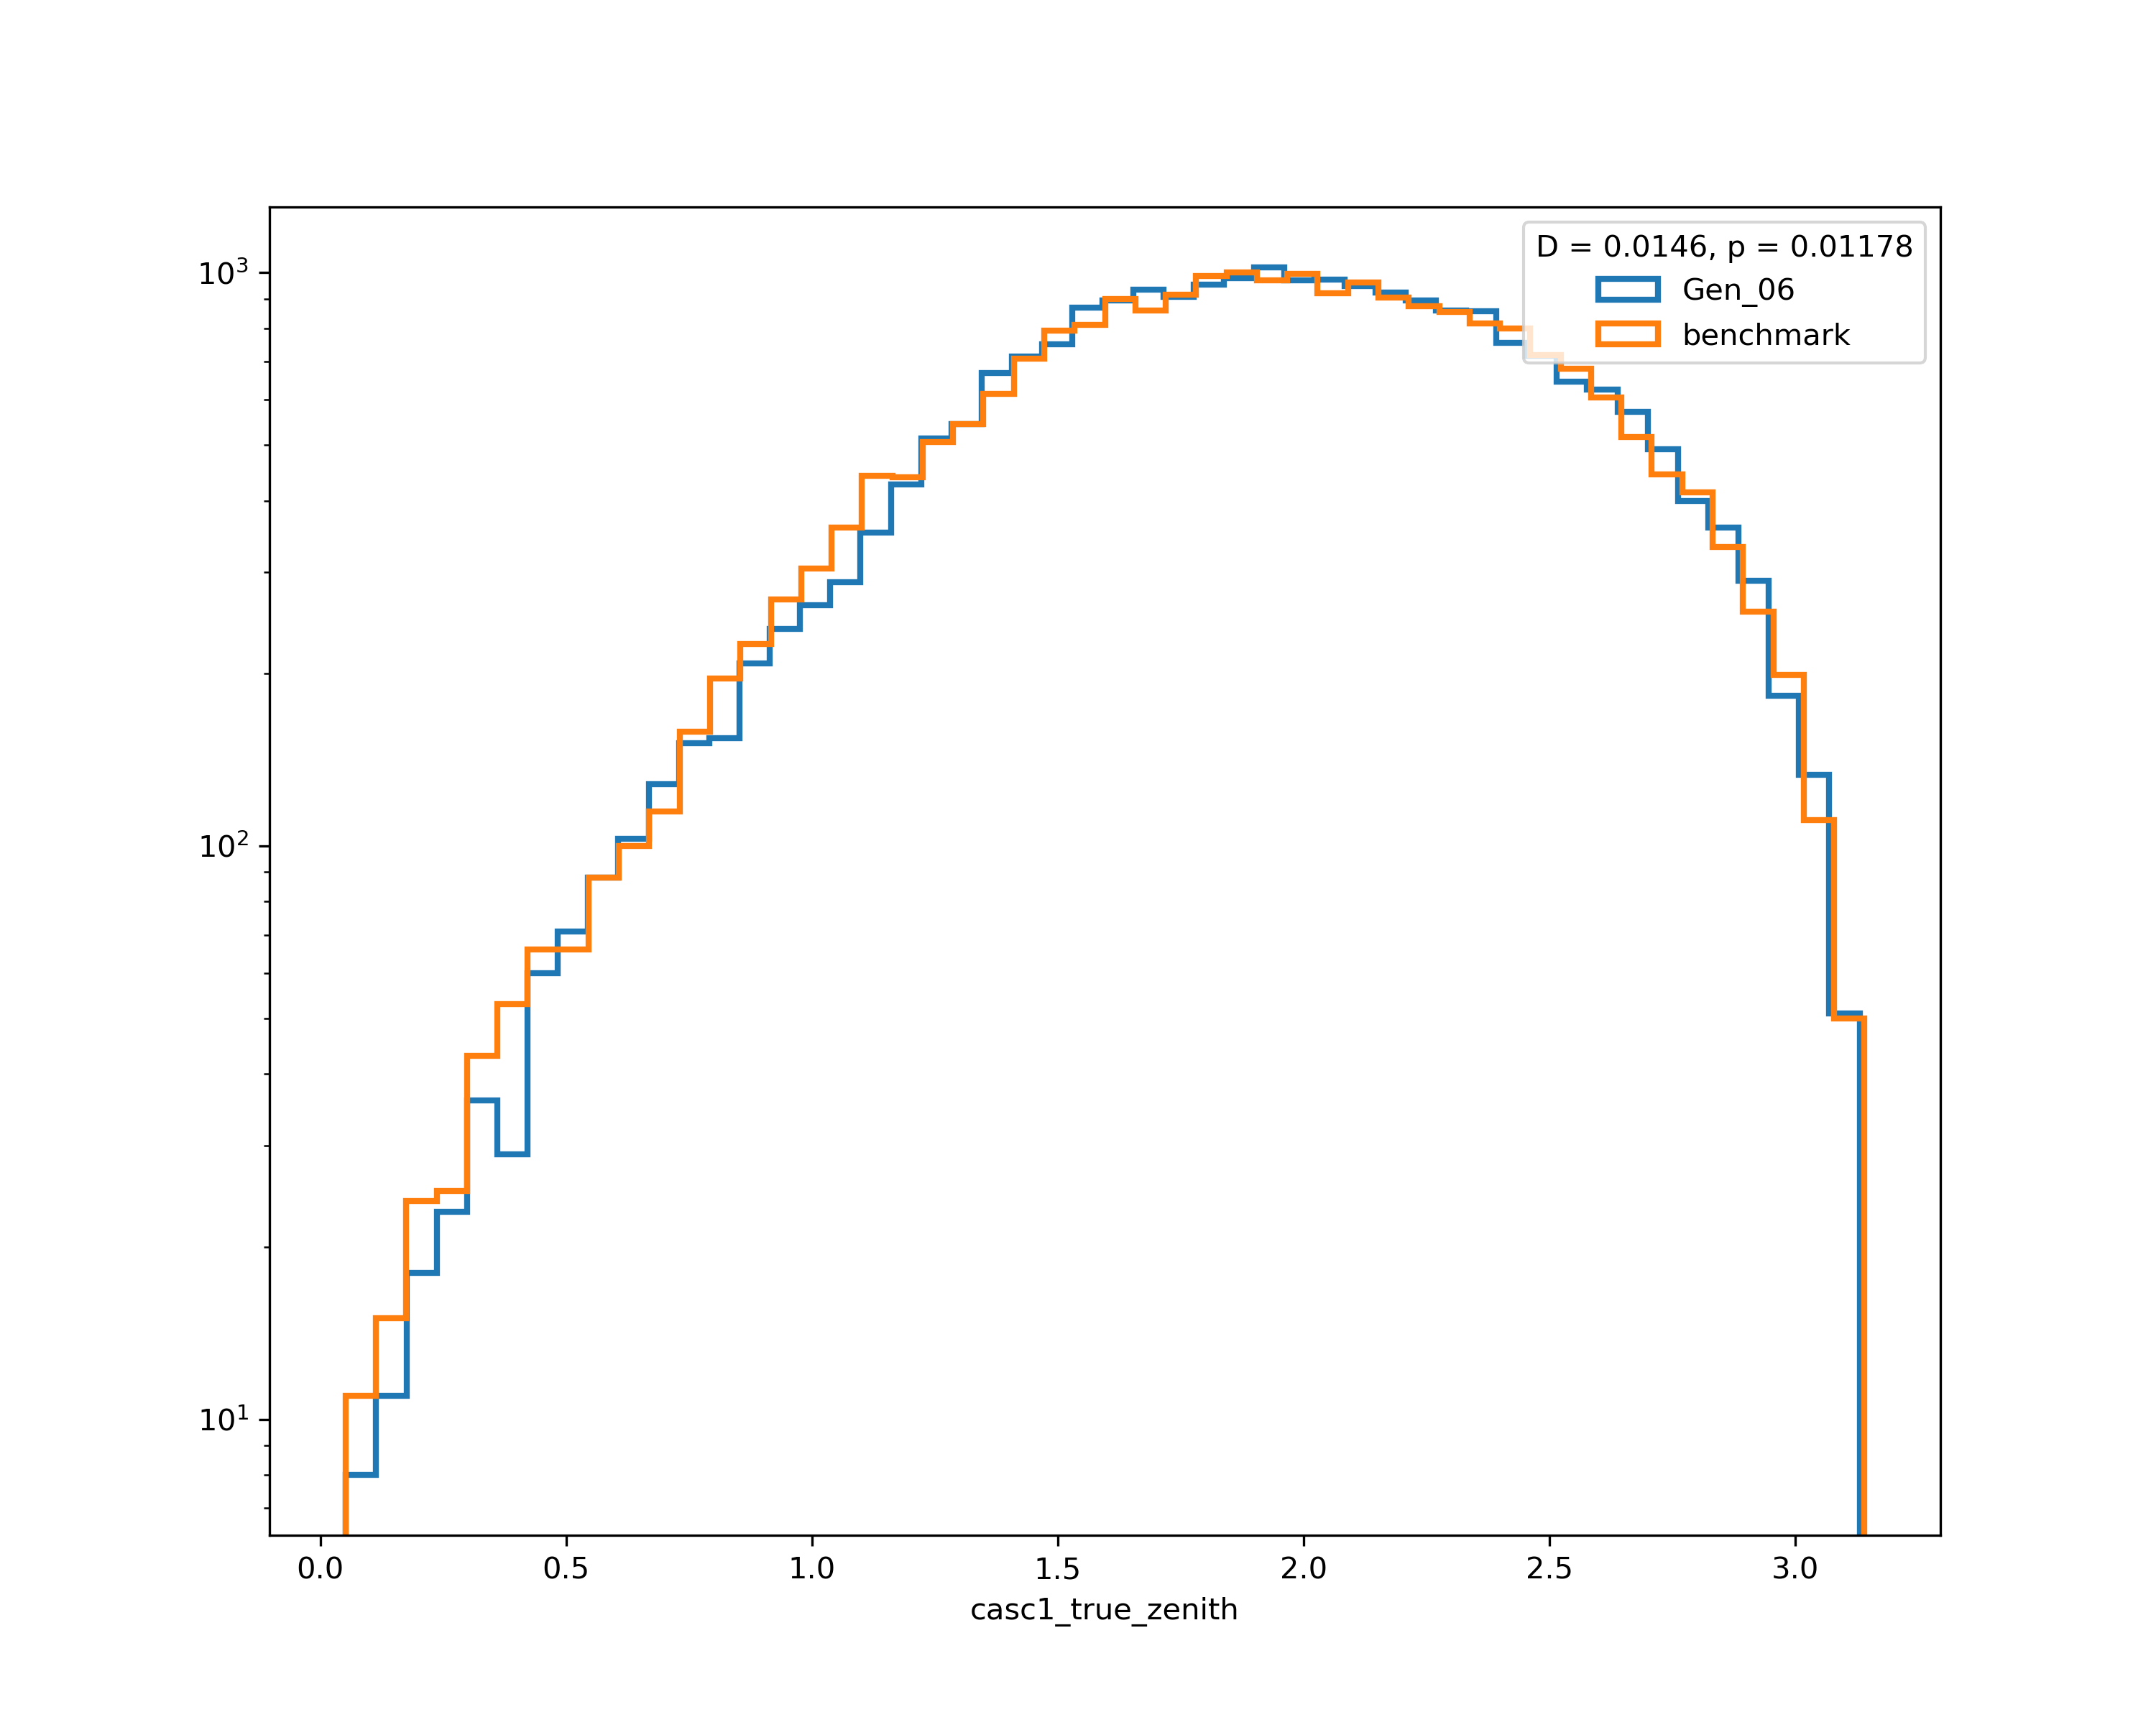 D = 0.0146, p = 0.01178
Gen_06
benchmark
10³
10²
10¹
0.0 0.5 1.0 1.5 2.0 2.5 3.0
casc1_true_zenith